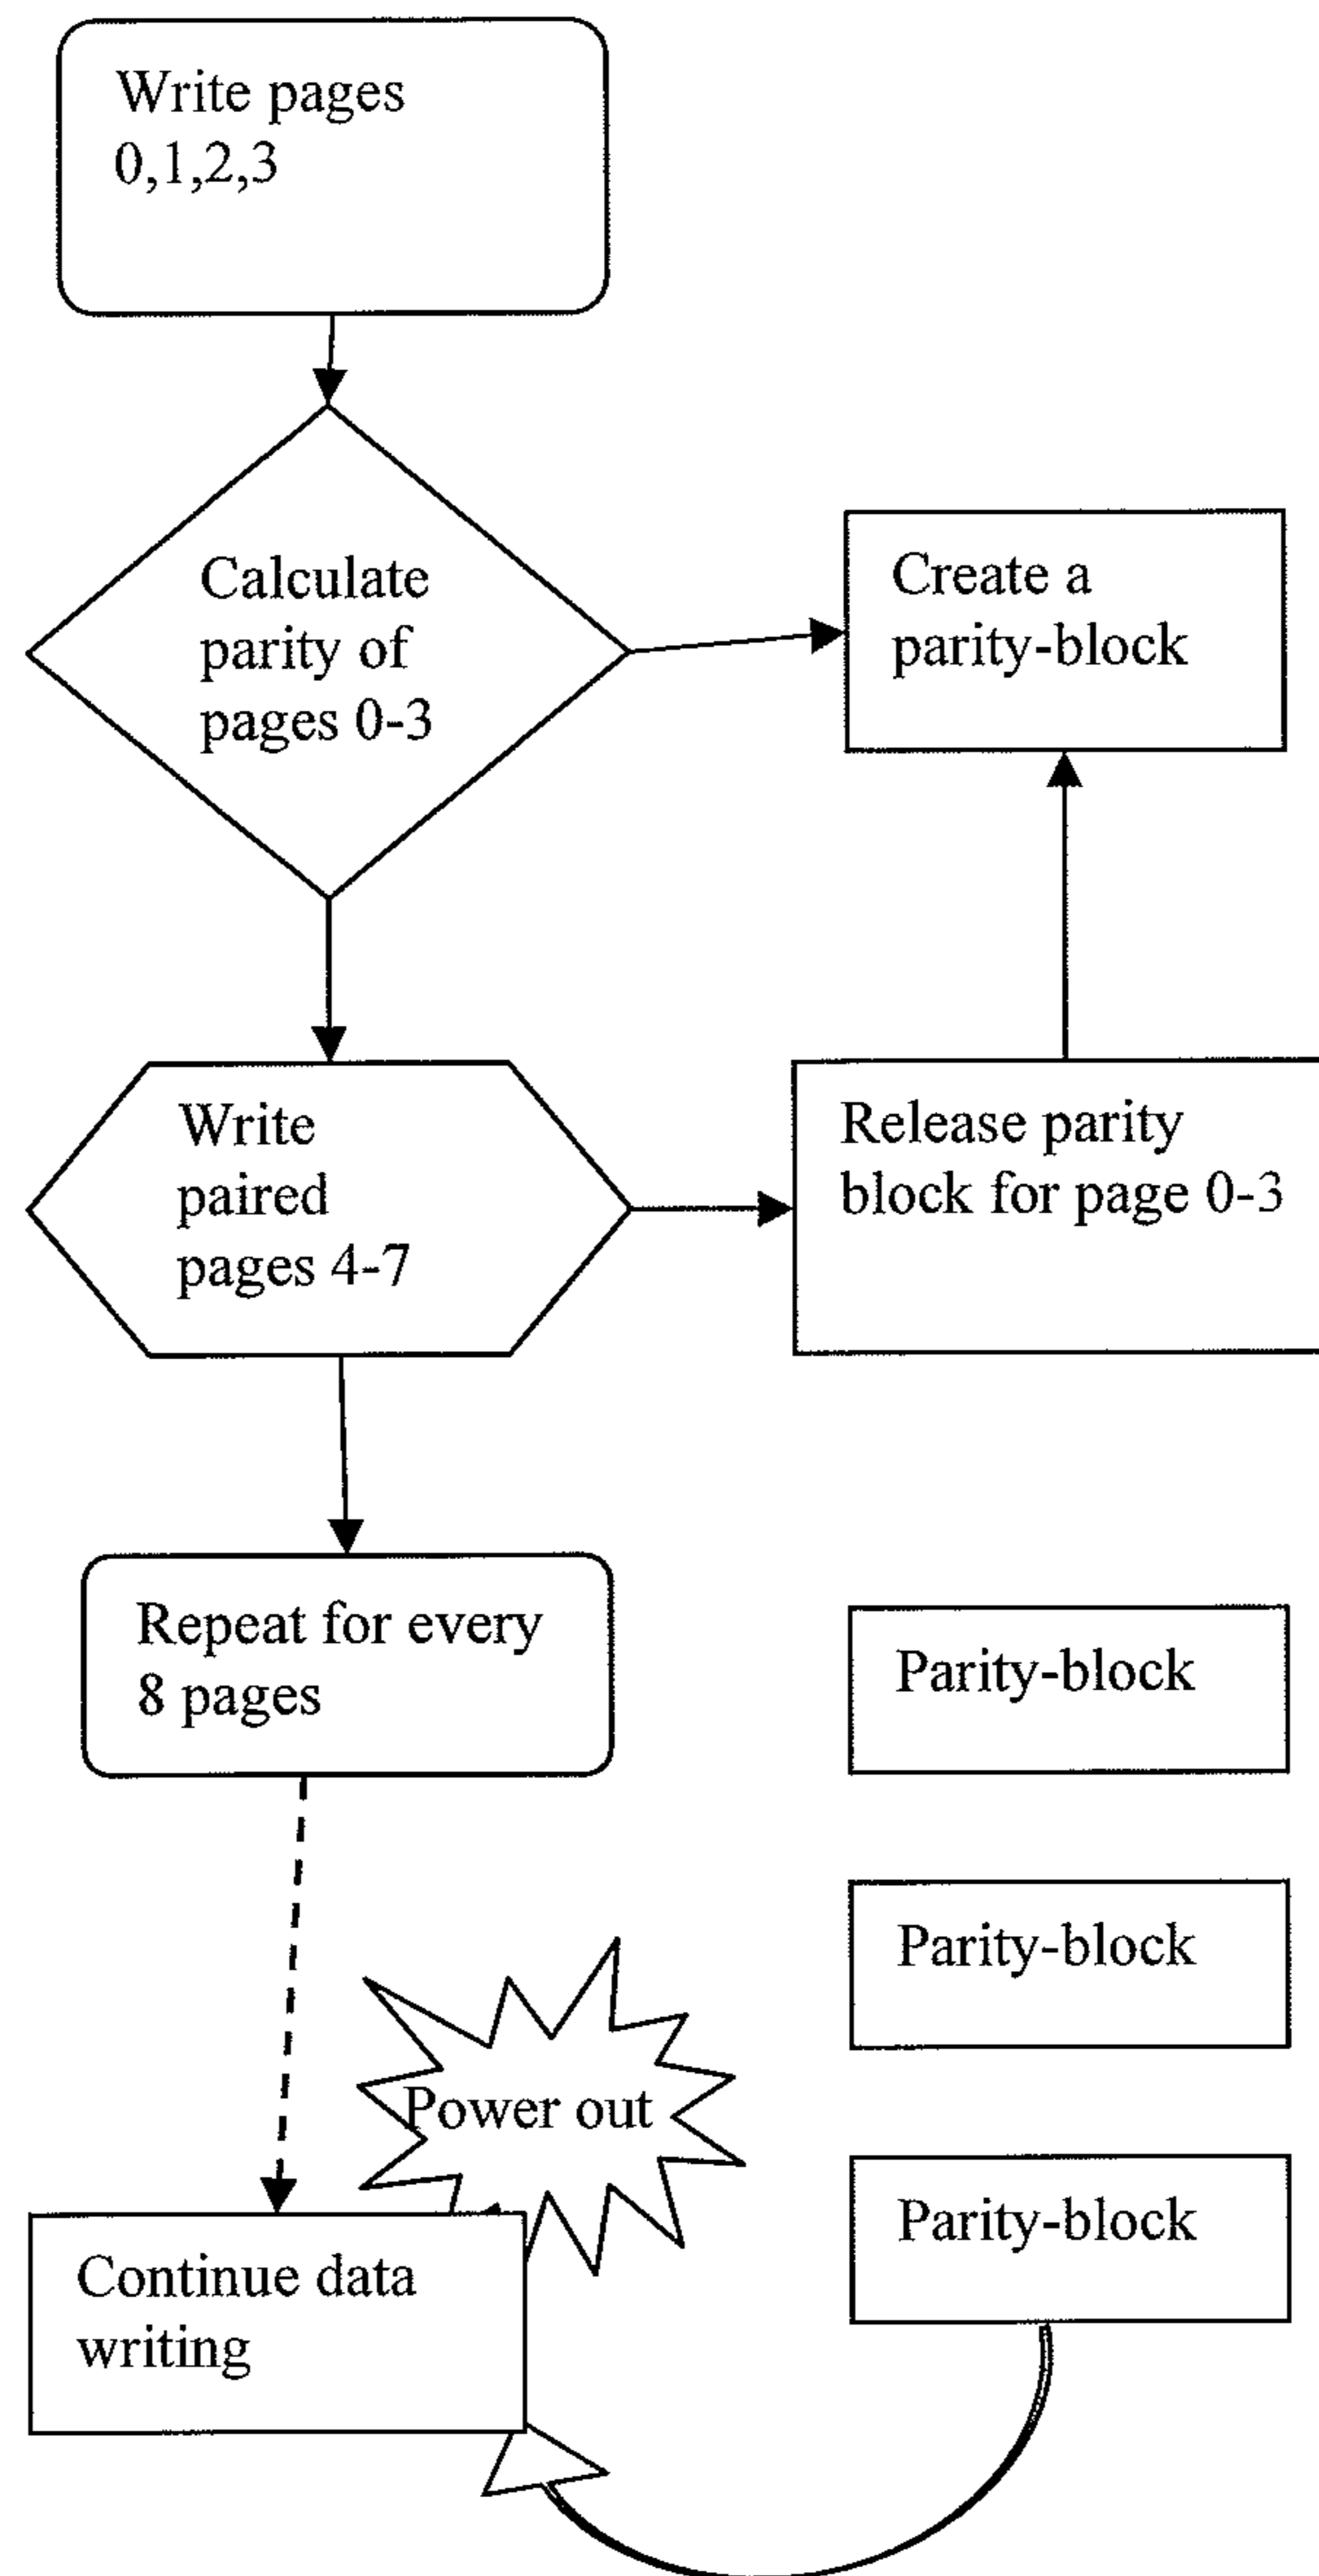 Write pages
0,1,2,3
Calculate
parity of
pages 0-3
Create a
parity-block
Write
paired
pages 4-7
Release parity
block for page 0-3
Repeat for every
8 pages
Parity-block
Parity-block
Power out
Parity-block
Continue data
writing